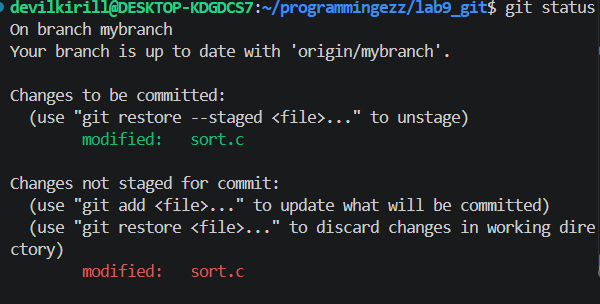 devilkirill@DESKTOP-KDGDCS7:~/programmingezz/lab9_git$ git status
On branch mybranch
Your branch is up to date with 'origin/mybranch'.
Changes to be committed:
(use "git restore --staged <file>..." to unstage)
modified: sort.c
Changes not staged for commit:
(use "git add <file>..." to update what will be committed)
(use "git restore <file>..." to discard changes in working dire
ctory)
modified: sort.c